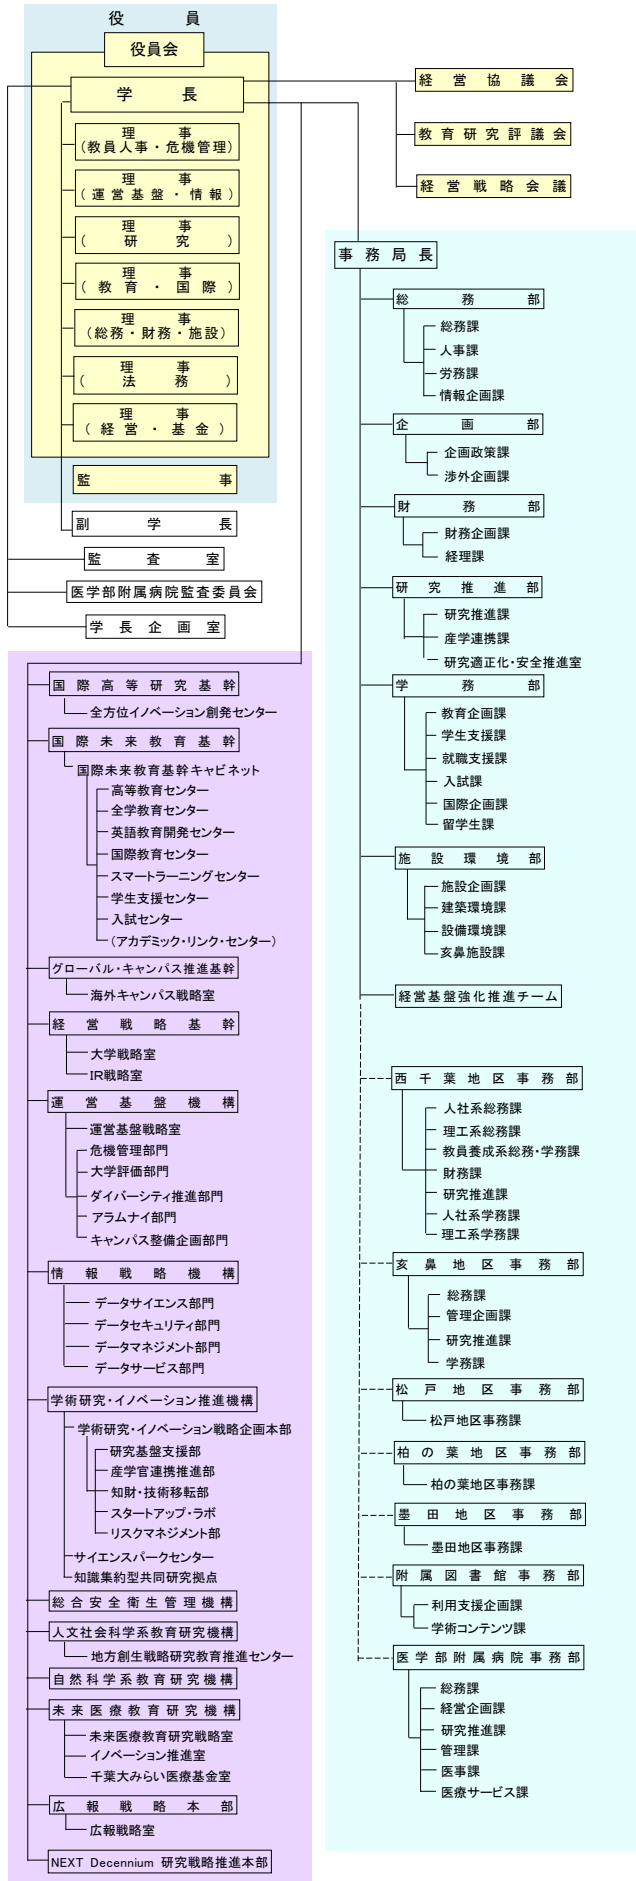 役員
役員会
学長
理事
(教員人事・危機管理)
理事
(運営基盤・情報)
理事
(研究)
理事
(教育・国際)
理事
(総務・財務・施設)
理事
(法務)
理事
(経営・基金)
監事
副学長
監査室
医学部附属病院監査委員会
学長企画室
経営協議会
教育研究評議会
経営戦略会議
国際高等研究基幹
全方位イノベーション創発センター
国際未来教育基幹
国際未来教育基幹キャビネット
高等教育センター
全学教育センター
英語教育開発センター
国際教育センター
スマートラーニングセンター
学生支援センター
入試センター
(アカデミック・リンク・センター)
グローバル・キャンパス推進基幹
海外キャンパス戦略室
経営戦略基幹
大学戦略室
IR戦略室
運営基盤機構
運営基盤戦略室
危機管理部門
大学評価部門
ダイバーシティ推進部門
アラムナイ部門
キャンパス整備企画部門
情報戦略機構
データサイエンス部門
データセキュリティ部門
データマネジメント部門
データサービス部門
学術研究・イノベーション推進機構
学術研究・イノベーション戦略企画本部
研究基盤支援部
産学官連携推進部
知財・技術移転部
スタートアップ・ラボ
リスクマネジメント部
サイエンスパークセンター
知識集約型共同研究拠点
総合安全衛生管理機構
人文社会科学系教育研究機構
地方創生戦略研究教育推進センター
自然科学系教育研究機構
未来医療教育研究機構
未来医療教育研究戦略室
イノベーション推進室
千葉大みらい医療基金室
広報戦略本部
広報戦略室
NEXT Decennium 研究戦略推進本部
事務局長
総務部
総務課
人事課
労務課
情報企画課
企画部
企画政策課
渉外企画課
財務部
財務企画課
経理課
研究推進部
研究推進課
産学連携課
研究適正化・安全推進室
学務部
教育企画課
学生支援課
就職支援課
入試課
国際企画課
留学生課
施設環境部
施設企画課
建築環境課
設備環境課
亥鼻施設課
経営基盤強化推進チーム
西千葉地区事務部
人社系総務課
理工系総務課
教員養成系総務・学務課
財務課
研究推進課
人社系学務課
理工系学務課
亥鼻地区事務部
総務課
管理企画課
研究推進課
学務課
松戸地区事務部
松戸地区事務課
柏の葉地区事務部
柏の葉地区事務課
墨田地区事務部
墨田地区事務課
附属図書館事務部
利用支援企画課
学術コンテンツ課
医学部附属病院事務部
総務課
経営企画課
研究推進課
管理課
医事課
医療サービス課